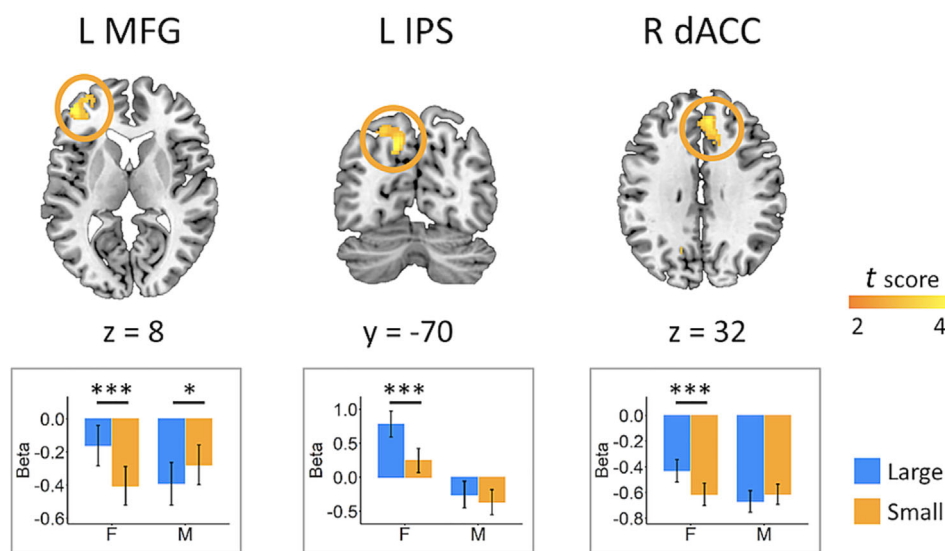 L MFG
L IPS
R dACC
t score
2 4
z = 8
y = -70
z = 32
*** *
0.0
-0.2
-0.4
-0.6
Beta
F M
***
1.0
0.5
0.0
-0.5
Beta
F M
***
0.0
-0.2
-0.4
-0.6
-0.8
Beta
F M
Large
Small